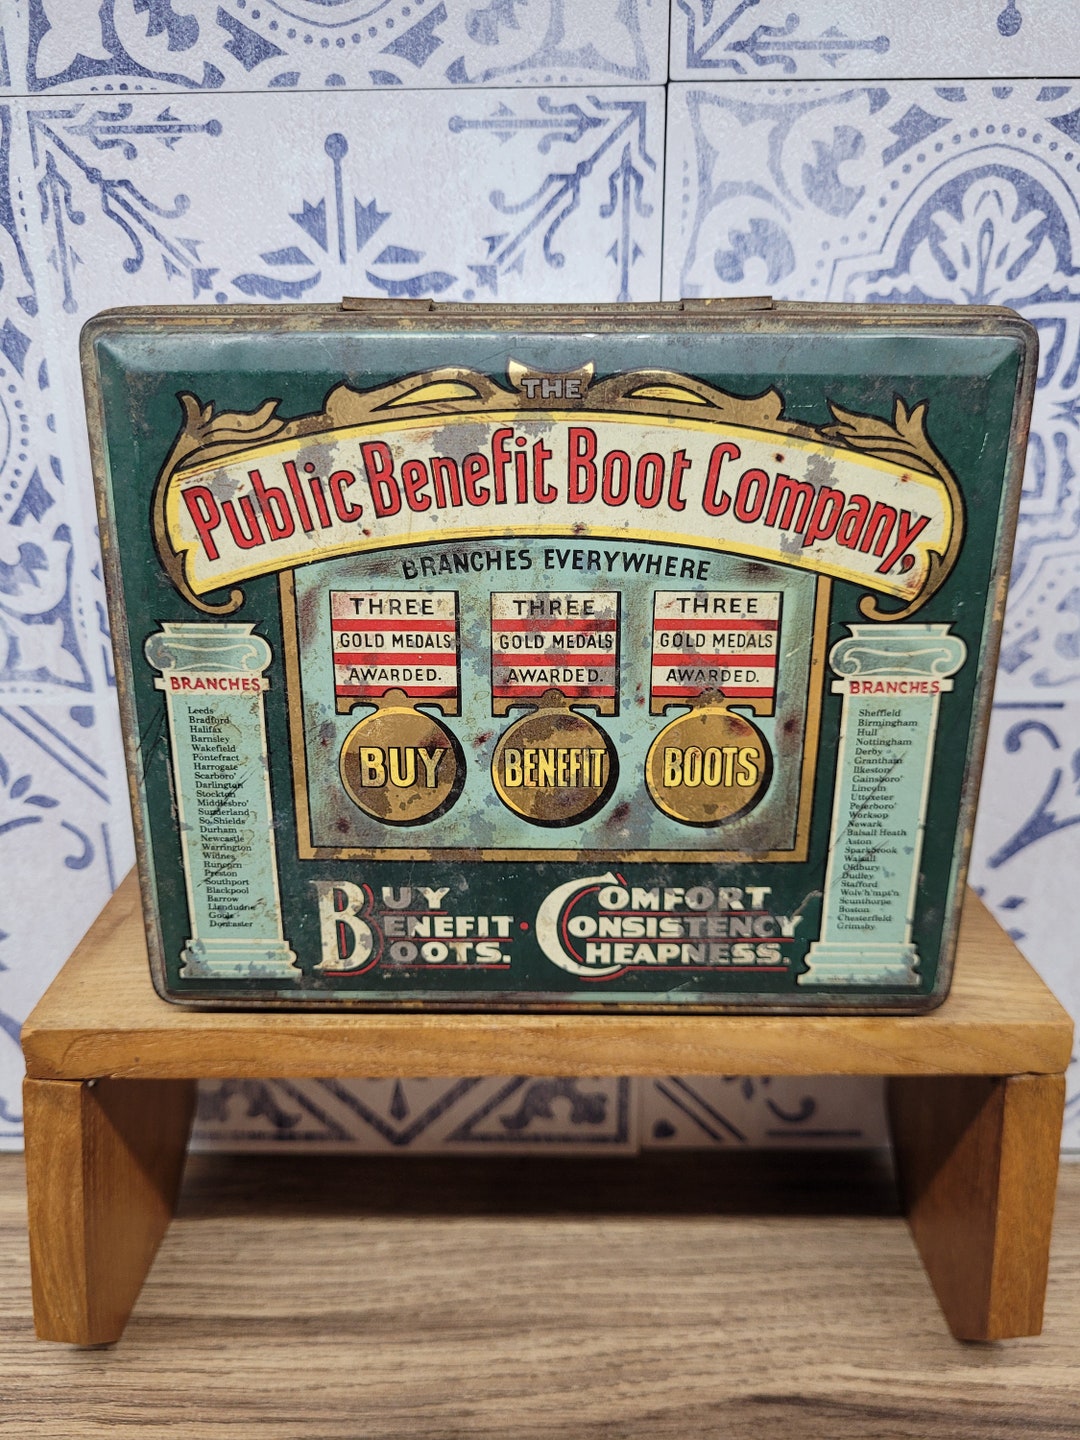 THE
Public Benefit Boot Company,
BRANCHES EVERYWHERE
THREE
GOLD MEDALS
AWARDED.
BUY
THREE
GOLD MEDALS
AWARDED.
BENEFIT
THREE
GOLD MEDALS
AWARDED.
BOOTS
BRANCHES
Leeds
Bradford
Halifax
Barnsley
Wakefield
Pontefract
Harrogate
Scarboro'
Darlington
Stockton
Middlesbro'
Sunderland
So. Shields
Durham
Newcastle
Warrington
Widnes
Runcorn
Preston
Southport
Blackpool
Barrow
Llandudno
Goole
Doncaster
BRANCHES
Sheffield
Birmingham
Hull
Nottingham
Derby
Grantham
Ilkeston
Gainsboro'
Lincoln
Uttoxeter
Peterboro'
Worksop
Newark
Balsall Heath
Aston
Sparkbrook
Walsall
Oldbury
Dudley
Stafford
Wolv'h'mpt'n
Scunthorpe
Boston
Chesterfield
Grimsby
BUY
BENEFIT
BOOTS.
COMFORT
CONSISTENCY
CHEAPNESS.